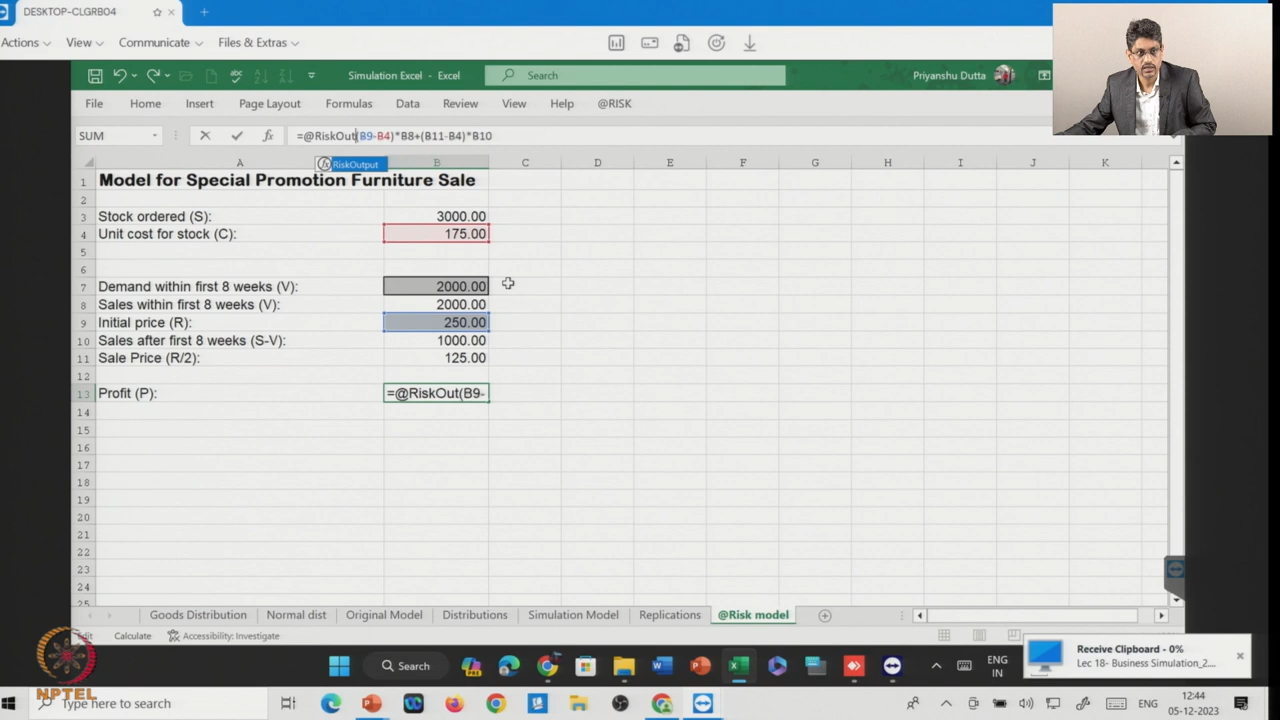 DESKTOP-CLGRBO4
Actions View Communicate Files & Extras
Simulation Excel - Excel Search Priyanshu Dutta
File Home Insert Page Layout Formulas Data Review View Help @RISK
SUM fx =@RiskOut(B9-B4)*B8+(B11-B4)*B10
RiskOutput
A B C D E F G H I J K
1 Model for Special Promotion Furniture Sale
2
3 Stock ordered (S): 3000.00
4 Unit cost for stock (C): 175.00
5
6
7 Demand within first 8 weeks (V): 2000.00
8 Sales within first 8 weeks (V): 2000.00
9 Initial price (R): 250.00
10 Sales after first 8 weeks (S-V): 1000.00
11 Sale Price (R/2): 125.00
12
13 Profit (P): =@RiskOut(B9-
14
15
16
17
18
19
20
21
22
23
24
25
Goods Distribution Normal dist Original Model Distributions Simulation Model Replications @Risk model
Edit Calculate Accessibility: Investigate
Receive Clipboard - 0%
Lec 18- Business Simulation_2...
Search ENG IN
NPTEL
Type here to search ENG 12:44
05-12-2023